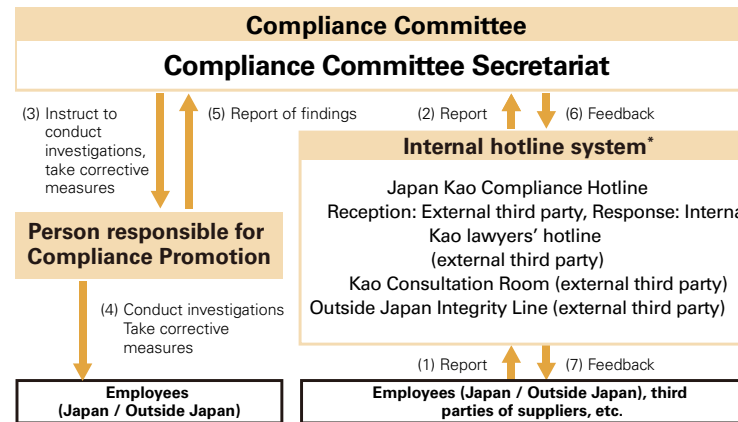 Compliance Committee
Compliance Committee Secretariat
(3) Instruct to
conduct
investigations,
take corrective
measures
(5) Report of findings
(2) Report
(6) Feedback
Internal hotline system*
Japan Kao Compliance Hotline
Reception: External third party, Response:
Kao lawyers’ hotline
(external third party)
Kao Consultation Room (external third party)
Outside Japan Integrity Line (external third party)
Person responsible for
Compliance Promotion
(4) Conduct investigations
Take corrective
measures
(1) Report
(7) Feedback
Employees
(Japan / Outside Japan)
Employees (Japan / Outside Japan), third
parties of suppliers, etc.